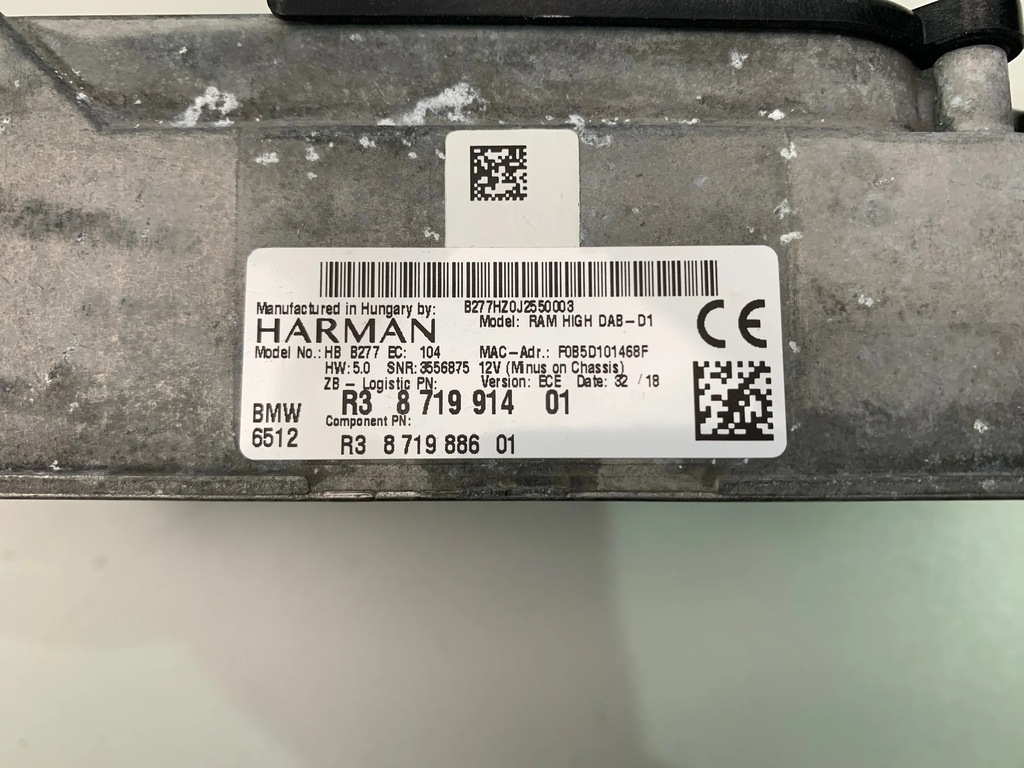 B277HZ0J2550003
Manufactured in Hungary by:
HARMAN
Model: RAM HIGH DAB-D1
CE
Model No.: HB B277 EC: 104 MAC-Adr.: F0B5D101468F
HW: 5.0 SNR: 3556875 12V (Minus on Chassis)
ZB - Logistic PN: Version: ECE Date: 32 / 18
R3 8 719 914 01
BMW
6512
Component PN:
R3 8 719 886 01